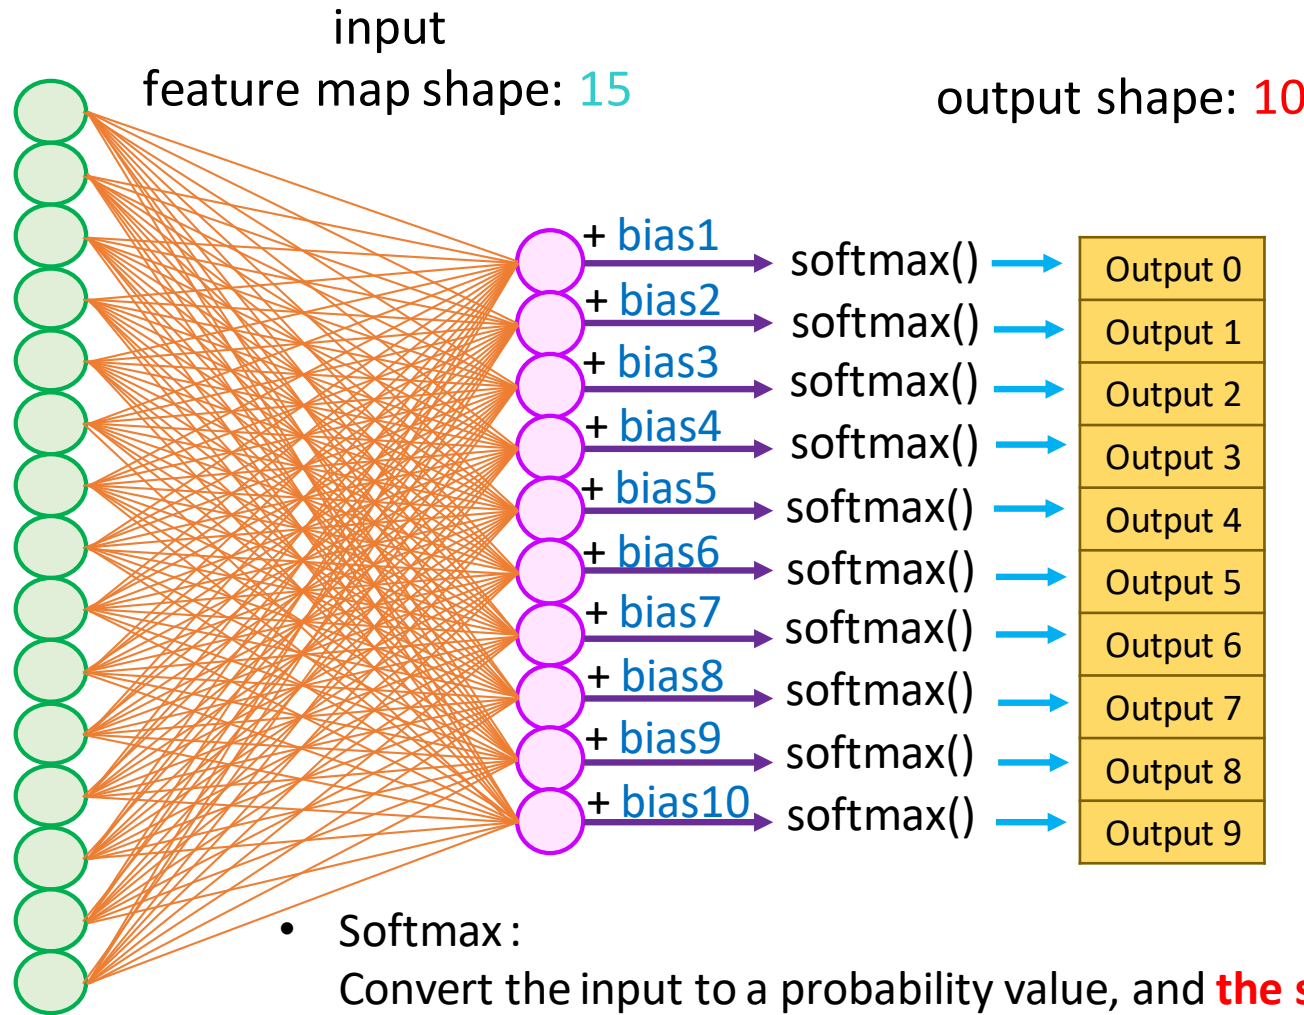 input
feature map shape: 15
output shape: 10
+ bias1 softmax() Output 0
+ bias2 softmax() Output 1
+ bias3 softmax() Output 2
+ bias4 softmax() Output 3
+ bias5 softmax() Output 4
+ bias6 softmax() Output 5
+ bias7 softmax() Output 6
+ bias8 softmax() Output 7
+ bias9 softmax() Output 8
+ bias10 softmax() Output 9
• Softmax :
Convert the input to a probability value, and the s